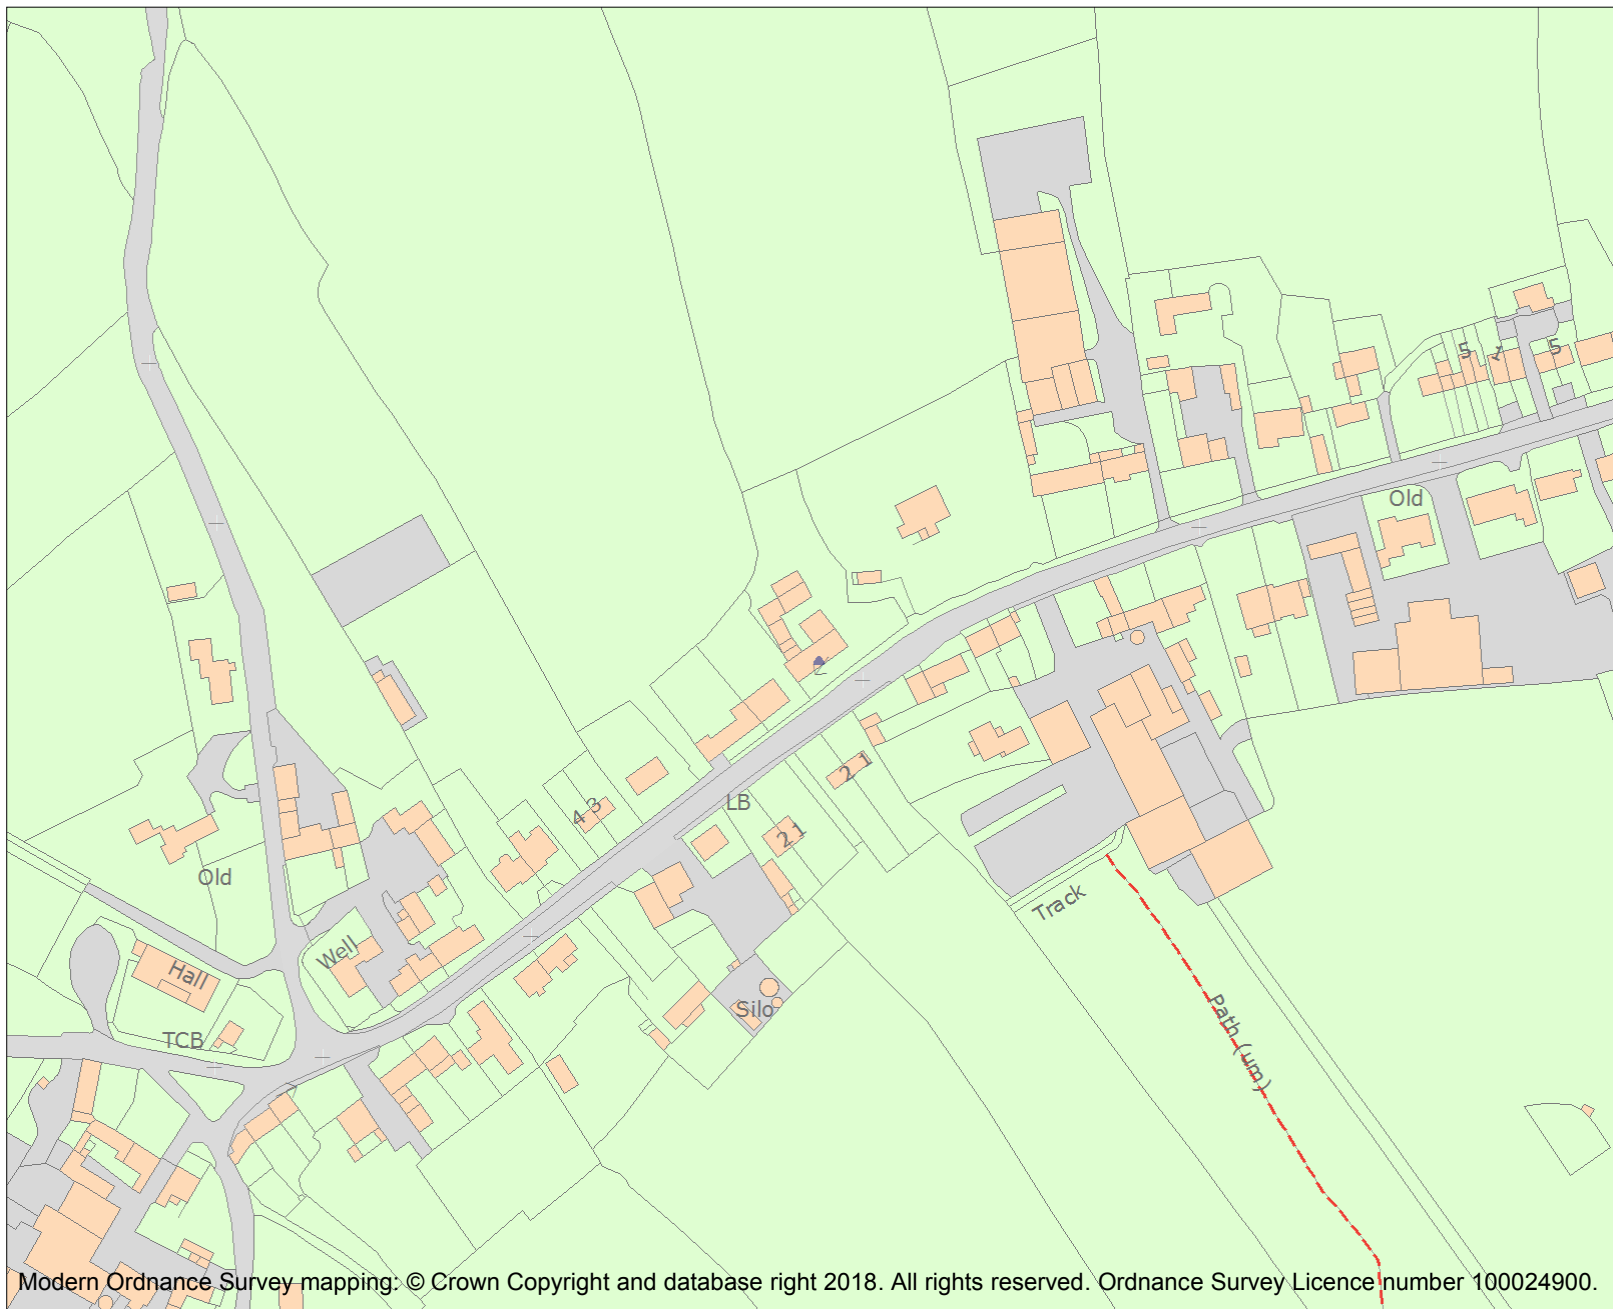 5
1
5
Old
2 1
4 3
LB
2 1
Old
Track
Well
Hall
Silo
Path (um)
TCB
Modern Ordnance Survey mapping: © Crown Copyright and database right 2018. All rights reserved. Ordnance Survey Licence number 100024900.